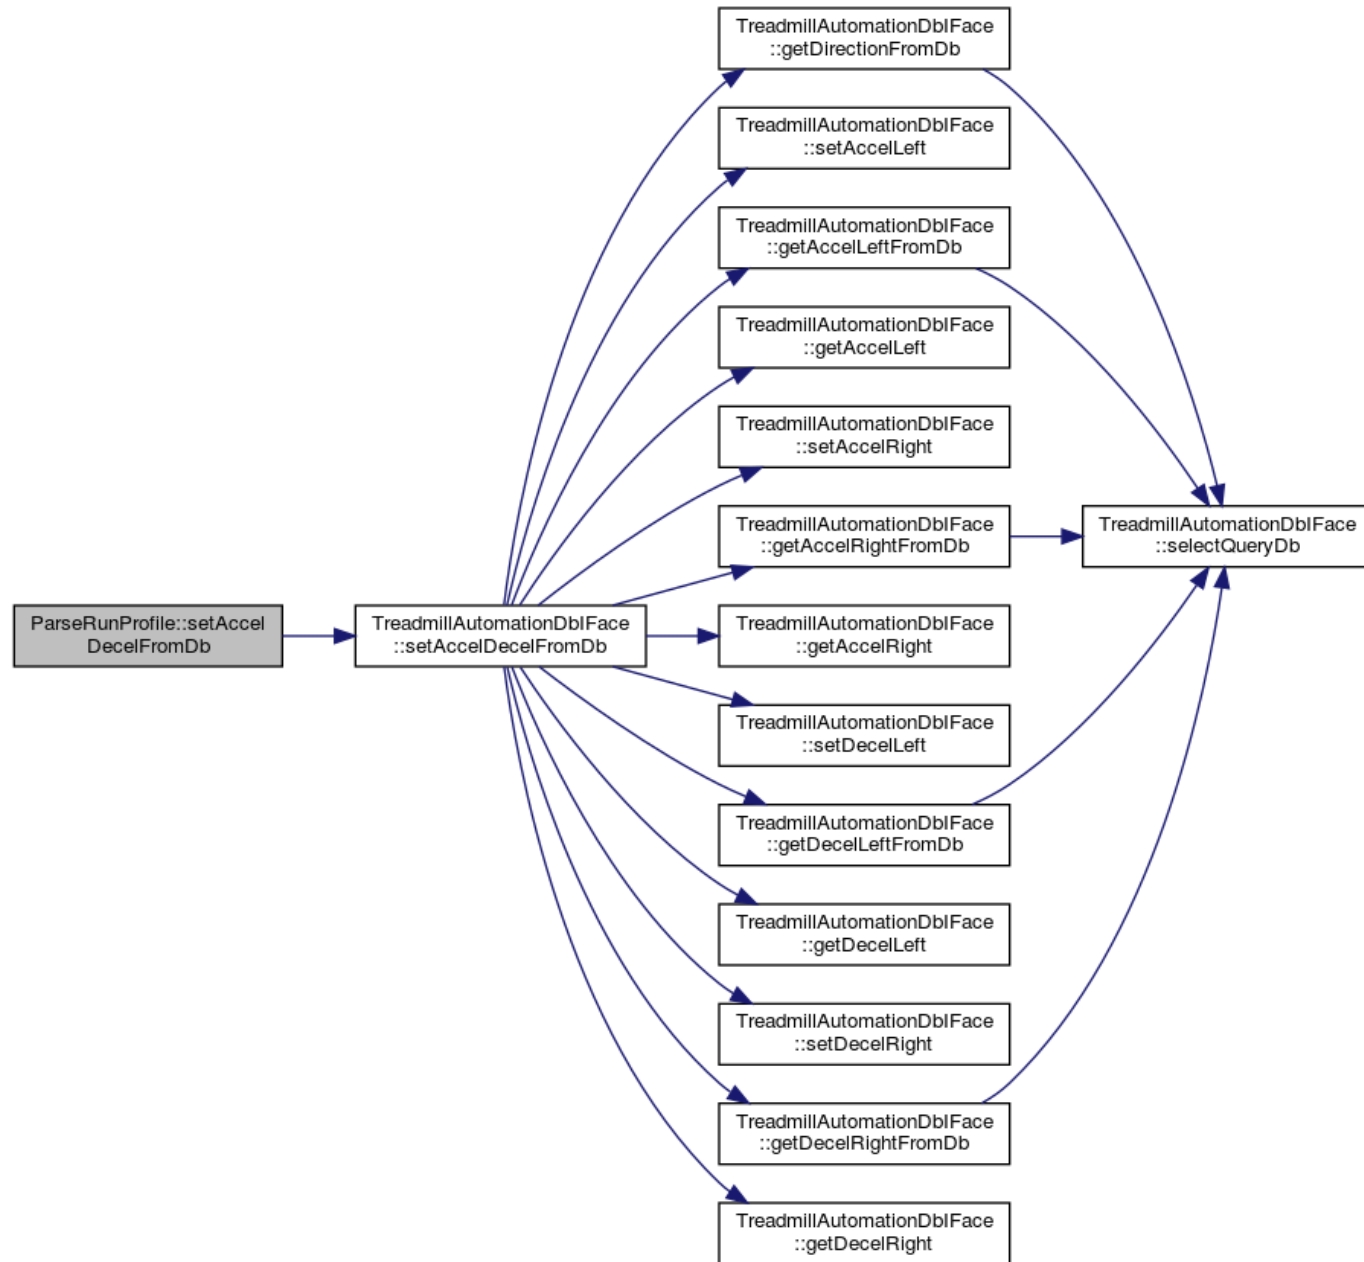 TreadmillAutomationDbIFace
::getDirectionFromDb
TreadmillAutomationDbIFace
::setAccelLeft
TreadmillAutomationDbIFace
::getAccelLeftFromDb
TreadmillAutomationDbIFace
::getAccelLeft
TreadmillAutomationDbIFace
::setAccelRight
TreadmillAutomationDbIFace
::getAccelRightFromDb
TreadmillAutomationDbIFace
::selectQueryDb
ParseRunProfile::setAccel
DecelFromDb
TreadmillAutomationDbIFace
::setAccelDecelFromDb
TreadmillAutomationDbIFace
::getAccelRight
TreadmillAutomationDbIFace
::setDecelLeft
TreadmillAutomationDbIFace
::getDecelLeftFromDb
TreadmillAutomationDbIFace
::getDecelLeft
TreadmillAutomationDbIFace
::setDecelRight
TreadmillAutomationDbIFace
::getDecelRightFromDb
TreadmillAutomationDbIFace
::getDecelRight